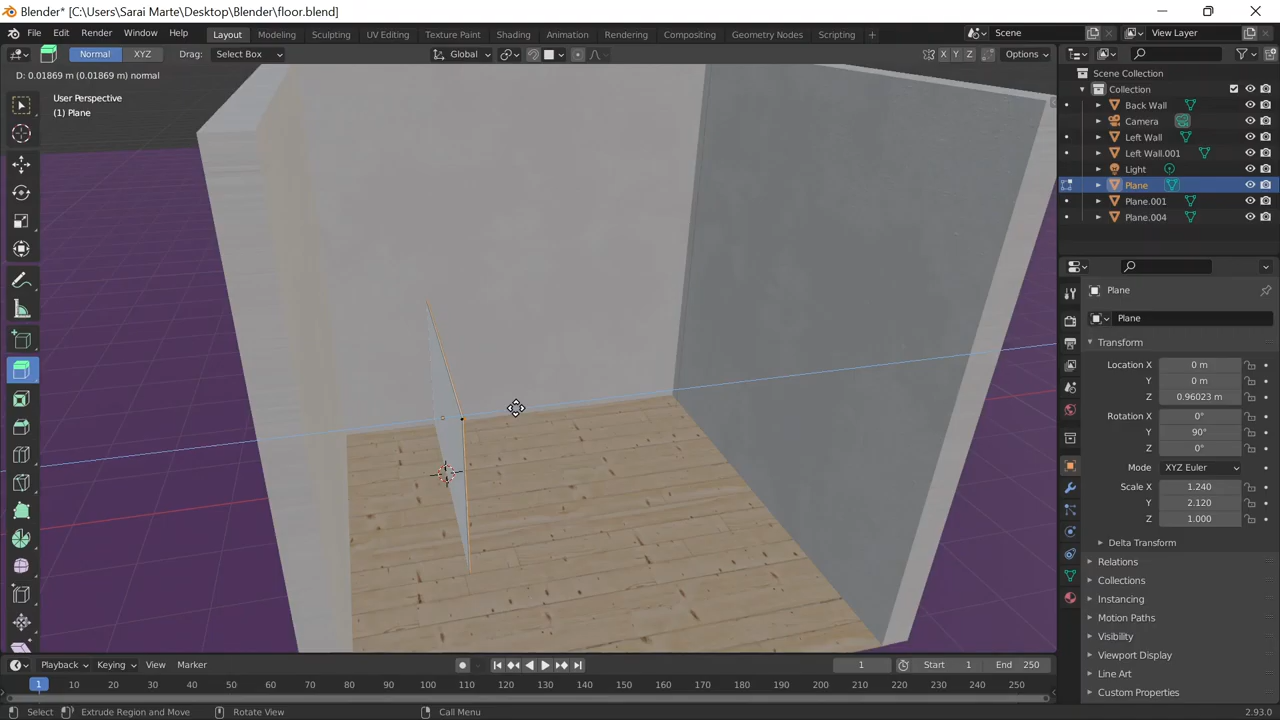 Blender* [C:\Users\Sarai Marte\Desktop\Blender\floor.blend]
File Edit Render Window Help
Layout Modeling Sculpting UV Editing Texture Paint Shading Animation Rendering Compositing Geometry Nodes Scripting +
Scene
View Layer
Normal XYZ Drag: Select Box
Global
X Y Z Options
D: 0.01869 m (0.01869 m) normal
User Perspective
(1) Plane
Scene Collection
Collection
Back Wall
Camera
Left Wall
Left Wall.001
Light
Plane
Plane.001
Plane.004
Plane
Plane
Transform
Location X 0 m
Y 0 m
Z 0.96023 m
Rotation X 0°
Y 90°
Z 0°
Mode XYZ Euler
Scale X 1.240
Y 2.120
Z 1.000
Delta Transform
Relations
Collections
Instancing
Motion Paths
Visibility
Viewport Display
Line Art
Custom Properties
Playback Keying View Marker
1 Start 1 End 250
1 10 20 30 40 50 60 70 80 90 100 110 120 130 140 150 160 170 180 190 200 210 220 230 240 250
Select Extrude Region and Move Rotate View Call Menu
2.93.0